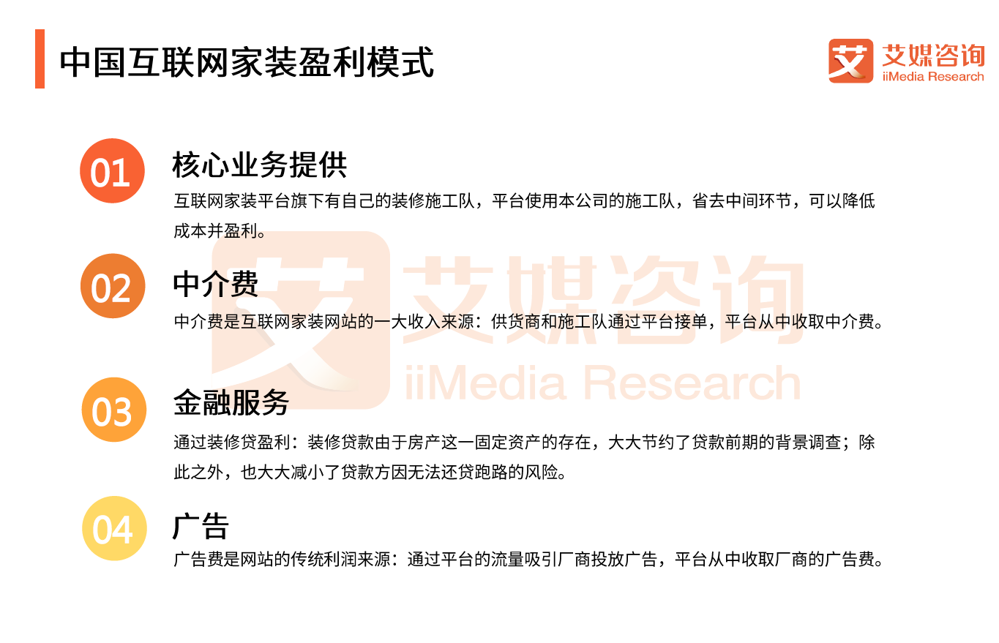 中国互联网家装盈利模式
艾媒咨询
iiMedia Research
01
核心业务提供
互联网家装平台旗下有自己的装修施工队，平台使用本公司的施工队，省去中间环节，可以降低
成本并盈利。
02
中介费
中介费是互联网家装网站的一大收入来源：供货商和施工队通过平台接单，平台从中收取中介费。
艾媒咨询
iiMedia Research
03
金融服务
通过装修贷盈利：装修贷款由于房产这一固定资产的存在，大大节约了贷款前期的背景调查；除
此之外，也大大减小了贷款方因无法还贷跑路的风险。
04
广告
广告费是网站的传统利润来源：通过平台的流量吸引厂商投放广告，平台从中收取厂商的广告费。